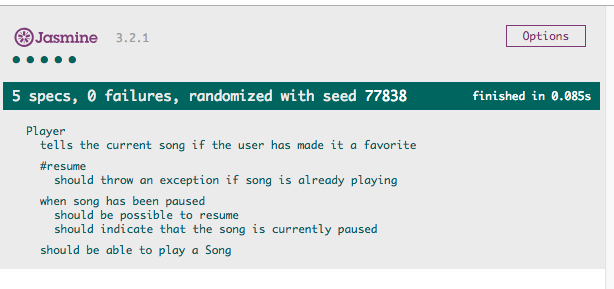 Jasmine 3.2.1 Options
•••••
5 specs, 0 failures, randomized with seed 77838 finished in 0.085s
Player
tells the current song if the user has made it a favorite
#resume
should throw an exception if song is already playing
when song has been paused
should be possible to resume
should indicate that the song is currently paused
should be able to play a Song